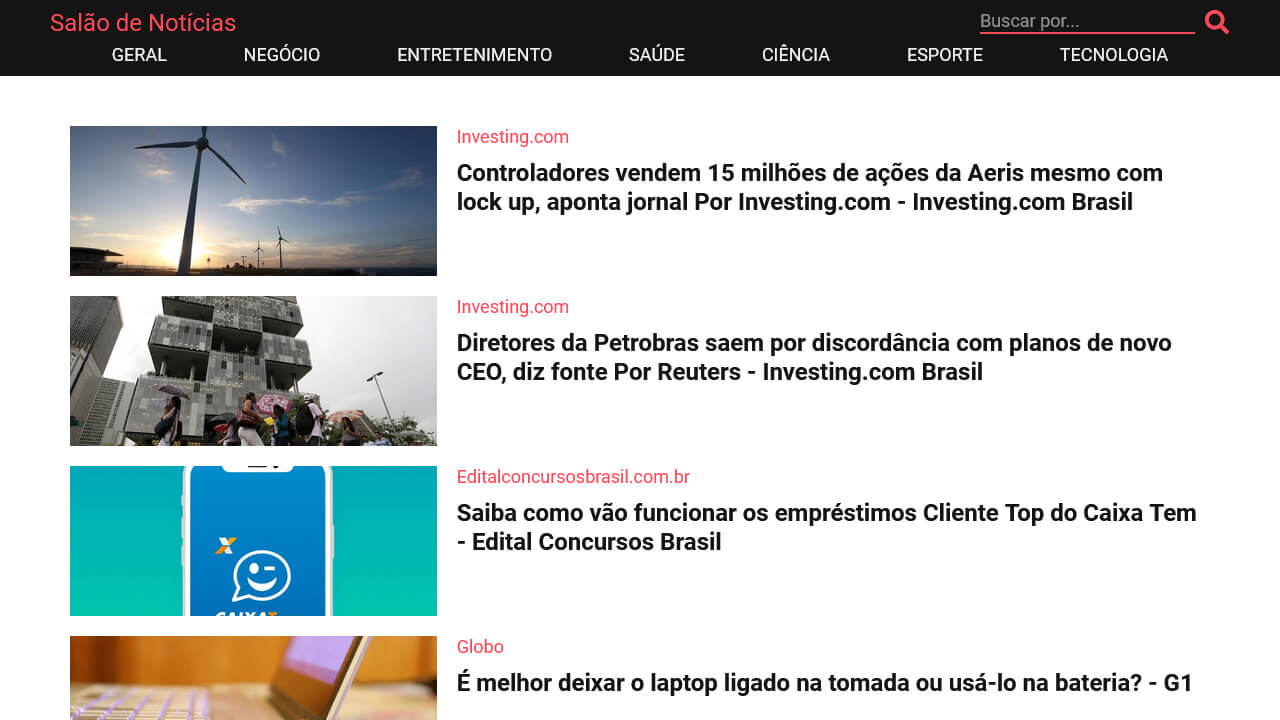 Salão de Notícias
Buscar por...
GERAL NEGÓCIO ENTRETENIMENTO SAÚDE CIÊNCIA ESPORTE TECNOLOGIA
Investing.com
Controladores vendem 15 milhões de ações da Aeris mesmo com
lock up, aponta jornal Por Investing.com - Investing.com Brasil
Investing.com
Diretores da Petrobras saem por discordância com planos de novo
CEO, diz fonte Por Reuters - Investing.com Brasil
Editalconcursosbrasil.com.br
Saiba como vão funcionar os empréstimos Cliente Top do Caixa Tem
- Edital Concursos Brasil
Globo
É melhor deixar o laptop ligado na tomada ou usá-lo na bateria? - G1